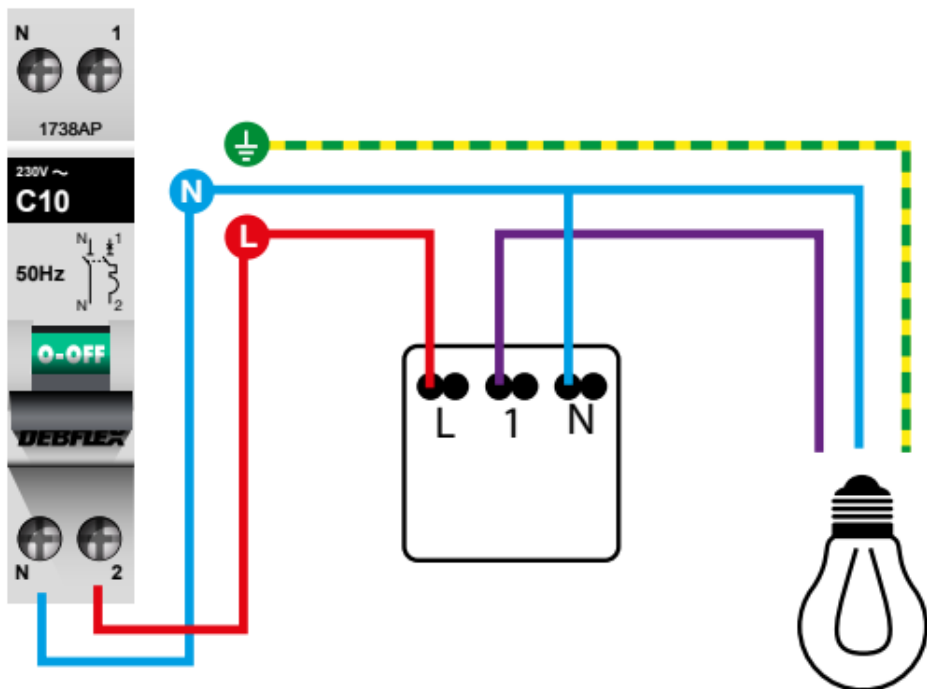 N 1
1738AP
230V ~
C10
N 1
50Hz
N 2
O-OFF
DEBFLEX
N 2
N
L
L 1 N